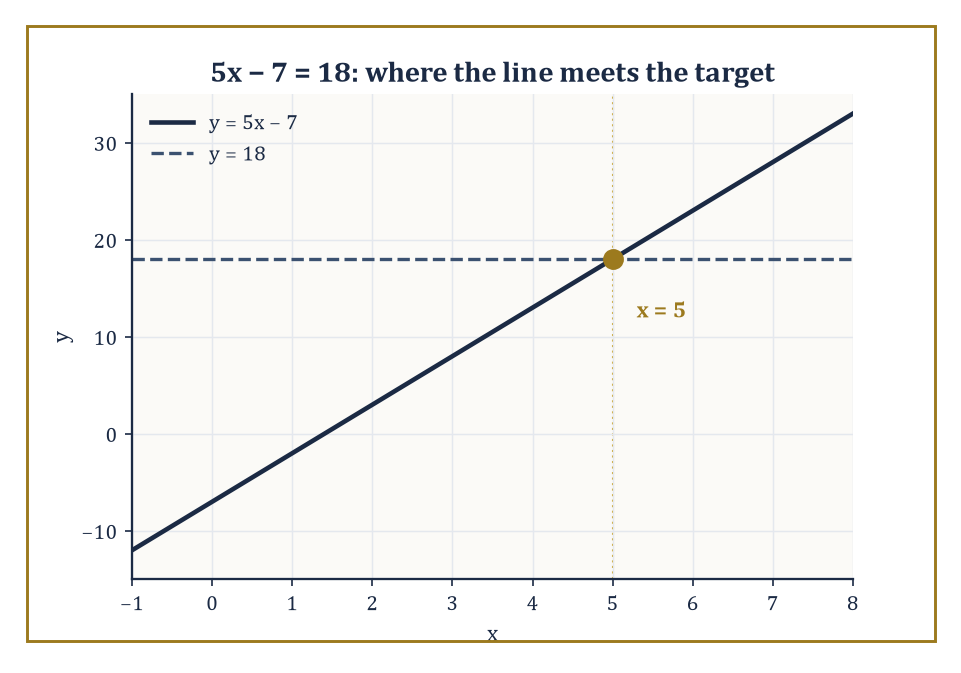 5x − 7 = 18: where the line meets the target
y = 5x − 7
y = 18
30
20
10
0
−10
y
x = 5
−1 0 1 2 3 4 5 6 7 8
x